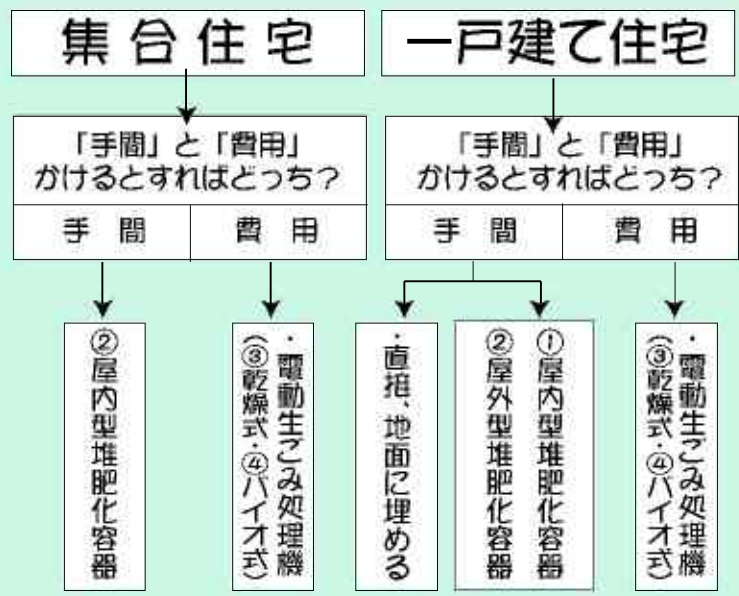 集合住宅
一戸建て住宅
「手間」と「費用」
かけるとすればどっち?
手間
費用
「手間」と「費用」
かけるとすればどっち?
手間
費用
②屋内型堆肥化容器
・電動生ごみ処理機
(③乾燥式・④バイオ式)
・直接、地面に埋める
①屋内型堆肥化容器
②屋外型堆肥化容器
・電動生ごみ処理機
(③乾燥式・④バイオ式)